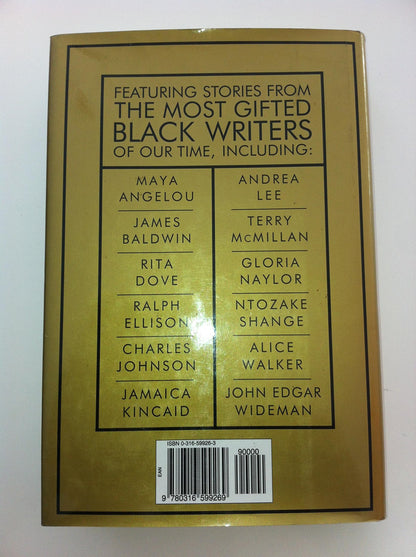 FEATURING STORIES FROM
THE MOST GIFTED
BLACK WRITERS
OF OUR TIME, INCLUDING:
MAYA
ANGELOU
JAMES
BALDWIN
RITA
DOVE
RALPH
ELLISON
CHARLES
JOHNSON
JAMAICA
KINCAID
ANDREA
LEE
TERRY
McMILLAN
GLORIA
NAYLOR
NTOZAKE
SHANGE
ALICE
WALKER
JOHN EDGAR
WIDEMAN
ISBN 0-316-59926-3
90000
EAN
9 780316 599269